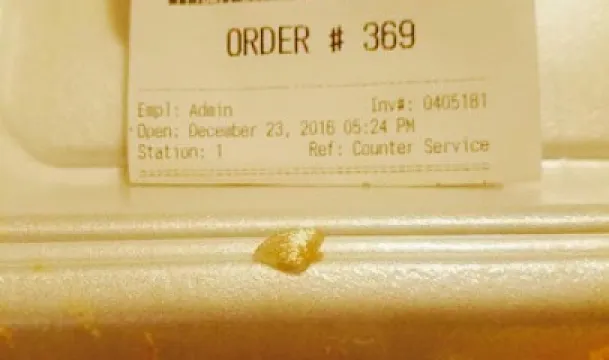 ORDER # 369
Empl: Admin Inv#: 0405181
Open: December 23, 2016 05:24 PM
Station: 1 Ref: Counter Service